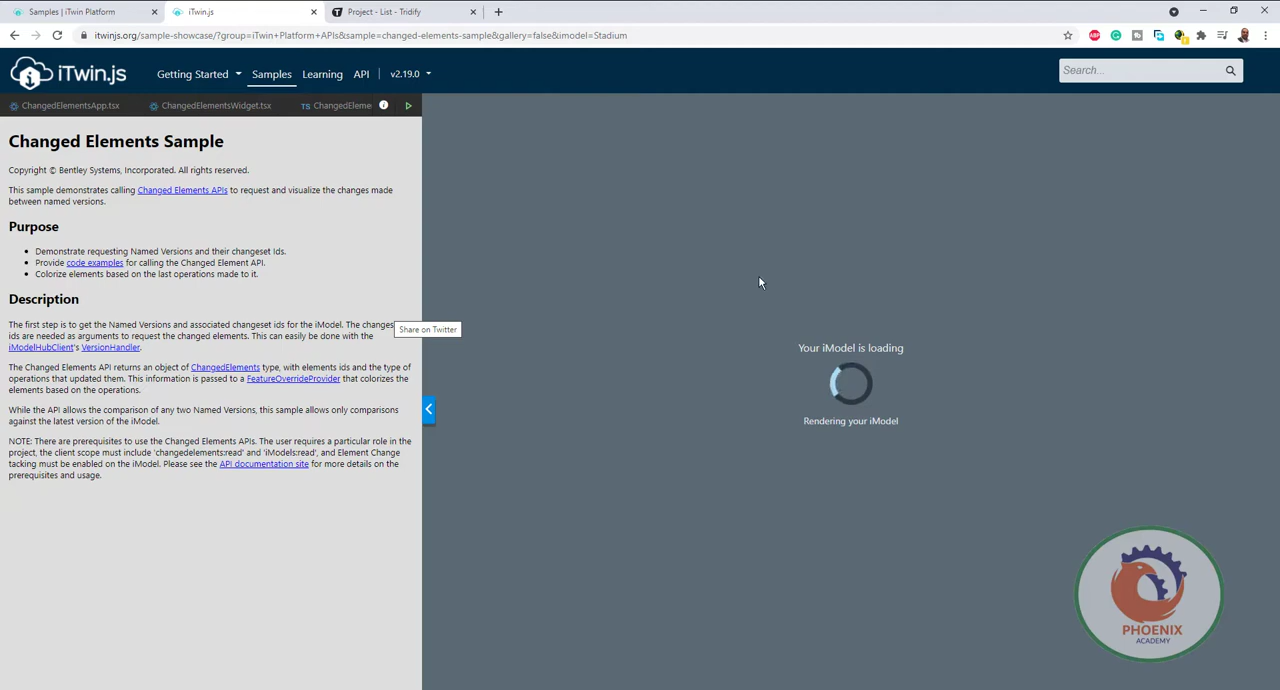 Samples | iTwin Platform
iTwin.js
Project - List - Tridify
itwinjs.org/sample-showcase/?group=iTwin+Platform+APIs&sample=changed-elements-sample&gallery=false&imodel=Stadium
iTwin.js
Getting Started
Samples
Learning
API
v2.19.0
Search...
ChangedElementsApp.tsx
ChangedElementsWidget.tsx
TS ChangedEleme
Changed Elements Sample
Copyright © Bentley Systems, Incorporated. All rights reserved.
This sample demonstrates calling Changed Elements APIs to request and visualize the changes made
between named versions.
Purpose
• Demonstrate requesting Named Versions and their changeset Ids.
• Provide code examples for calling the Changed Element API.
• Colorize elements based on the last operations made to it.
Description
The first step is to get the Named Versions and associated changeset ids for the iModel. The changes
ids are needed as arguments to request the changed elements. This can easily be done with the
iModelHubClient's VersionHandler.
Share on Twitter
The Changed Elements API returns an object of ChangedElements type, with elements ids and the type of
operations that updated them. This information is passed to a FeatureOverrideProvider that colorizes the
elements based on the operations.
While the API allows the comparison of any two Named Versions, this sample allows only comparisons
against the latest version of the iModel.
NOTE: There are prerequisites to use the Changed Elements APIs. The user requires a particular role in the
project, the client scope must include 'changedelements:read' and 'iModels:read', and Element Change
tacking must be enabled on the iModel. Please see the API documentation site for more details on the
prerequisites and usage.
Your iModel is loading
Rendering your iModel
PHOENIX
ACADEMY